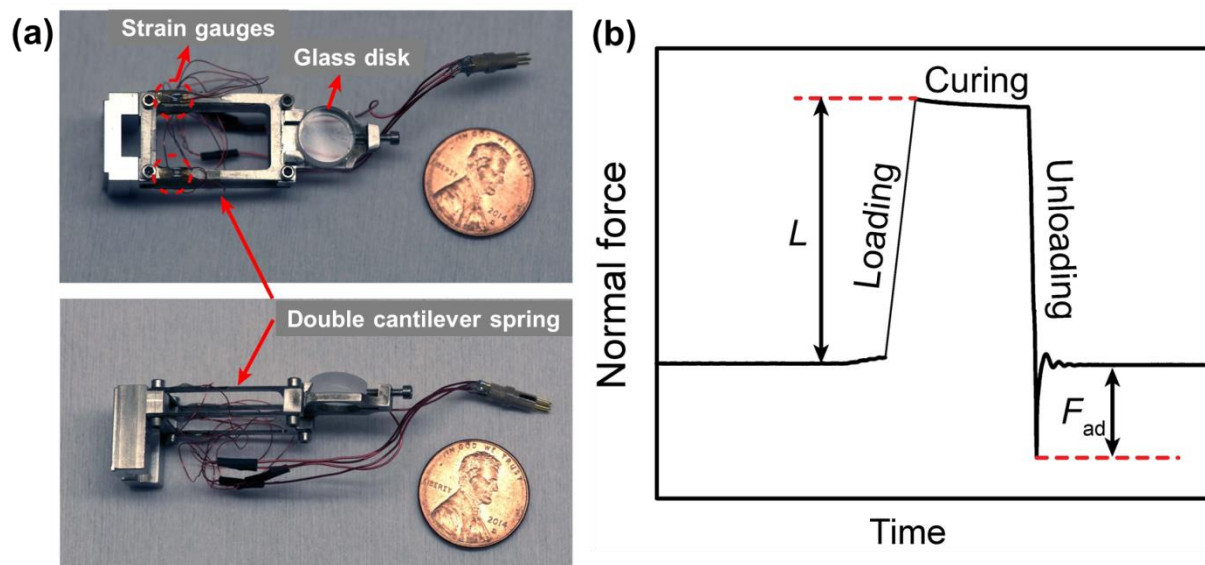 (a)
Strain gauges
Glass disk
IN GOD WE TRUST
LIBERTY
2014
D
Double cantilever spring
IN GOD WE TRUST
LIBERTY
2014
D
(b)
Normal force
L
Loading
Curing
Unloading
F_ad
Time